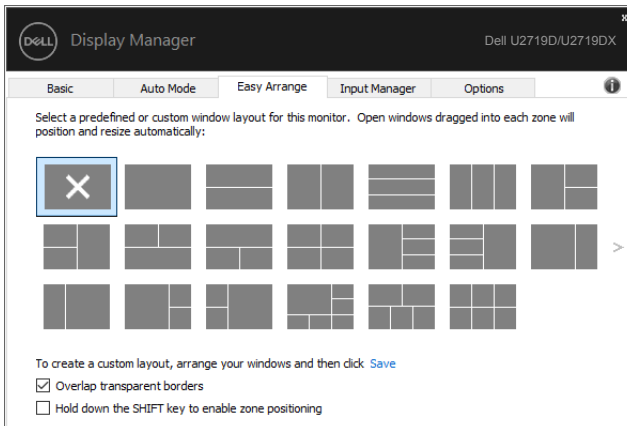 x
DELL Display Manager Dell U2719D/U2719DX
Basic Auto Mode Easy Arrange Input Manager Options i
Select a predefined or custom window layout for this monitor. Open windows dragged into each zone will
position and resize automatically:
>
To create a custom layout, arrange your windows and then click Save
Overlap transparent borders
Hold down the SHIFT key to enable zone positioning